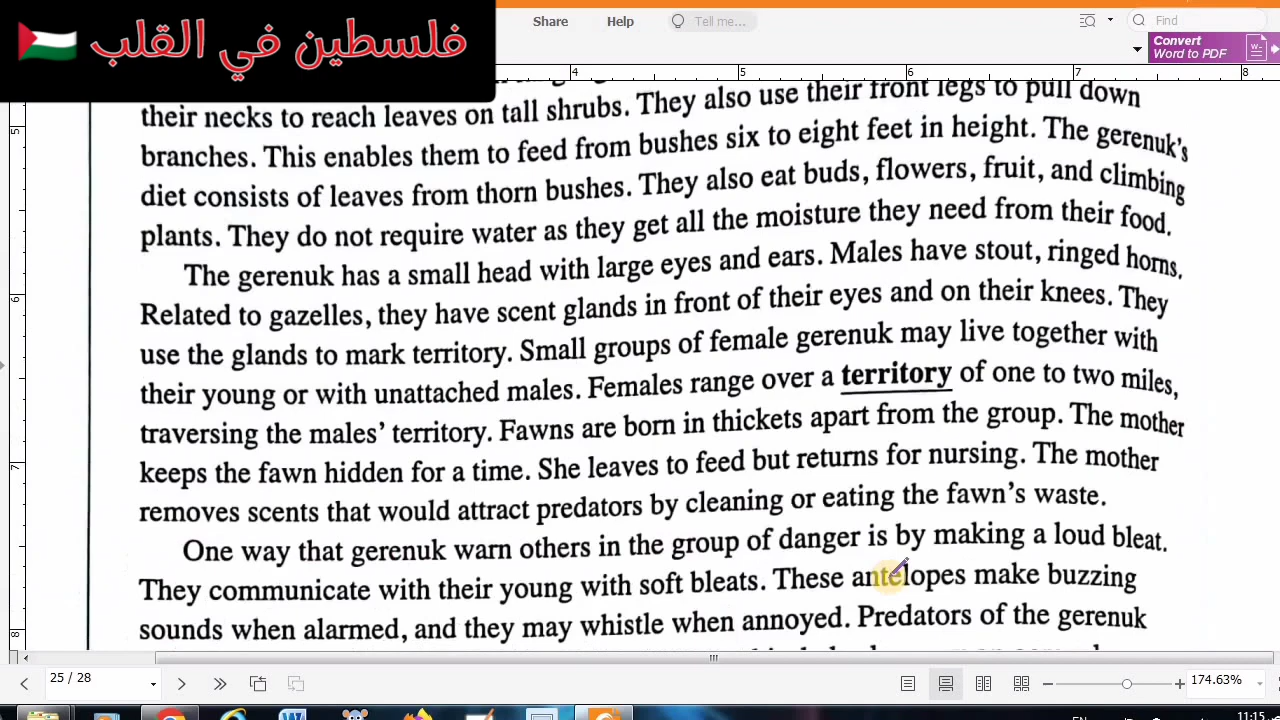 فلسطين في القلب
Share Help Tell me... Find
Convert
Word to PDF
4 5 6 7 8
their necks to reach leaves on tall shrubs. They also use their front legs to pull down
branches. This enables them to feed from bushes six to eight feet in height. The gerenuk's
diet consists of leaves from thorn bushes. They also eat buds, flowers, fruit, and climbing
plants. They do not require water as they get all the moisture they need from their food.
The gerenuk has a small head with large eyes and ears. Males have stout, ringed horns.
Related to gazelles, they have scent glands in front of their eyes and on their knees. They
use the glands to mark territory. Small groups of female gerenuk may live together with
their young or with unattached males. Females range over a territory of one to two miles,
traversing the males' territory. Fawns are born in thickets apart from the group. The mother
keeps the fawn hidden for a time. She leaves to feed but returns for nursing. The mother
removes scents that would attract predators by cleaning or eating the fawn's waste.
One way that gerenuk warn others in the group of danger is by making a loud bleat.
They communicate with their young with soft bleats. These antelopes make buzzing
sounds when alarmed, and they may whistle when annoyed. Predators of the gerenuk
5
6
7
8
25 / 28 174.63%
EN 11:15